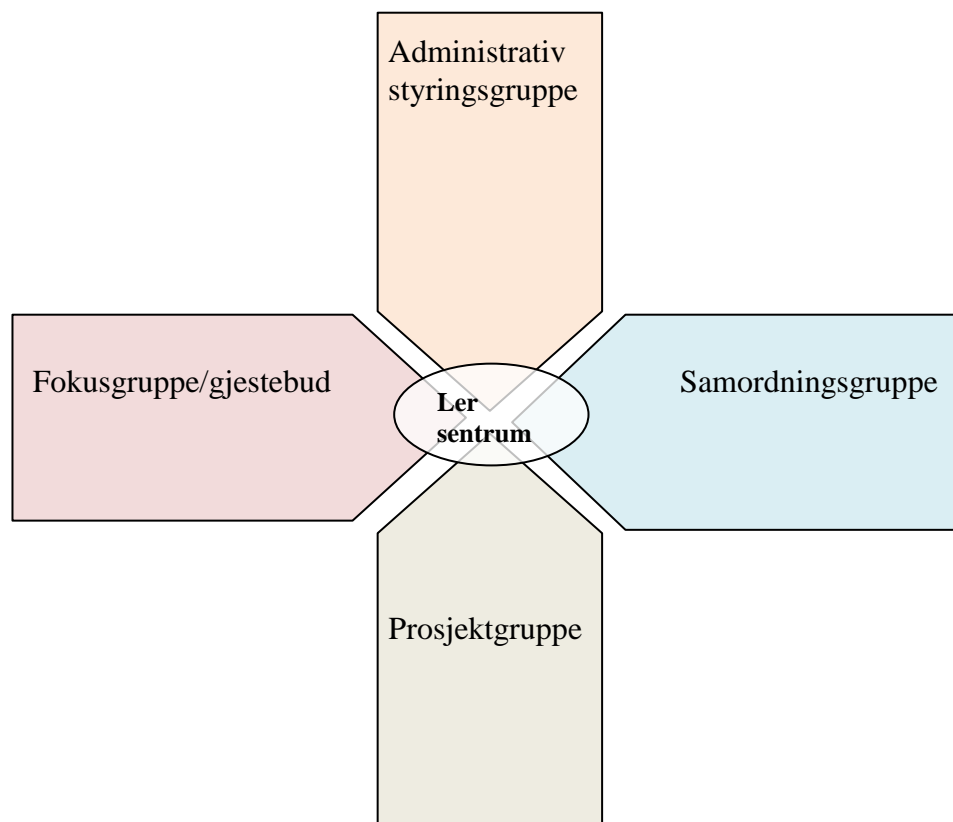 Administrativ
styringsgruppe
Fokusgruppe/gjestebud
Samordningsgruppe
Ler
sentrum
Prosjektgruppe